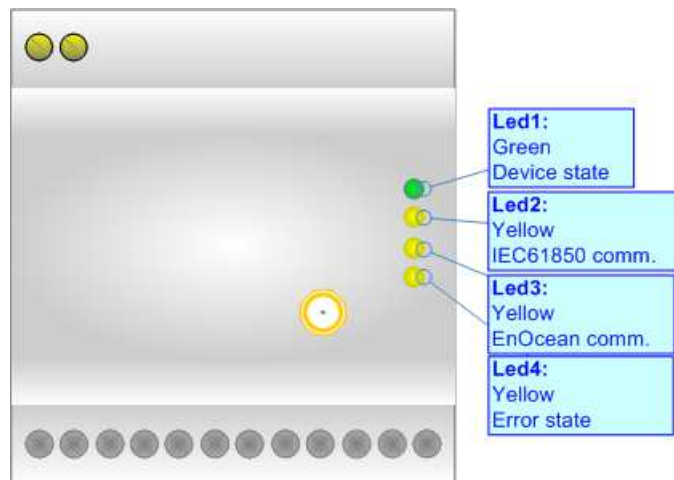 Led1:
Green
Device state
Led2:
Yellow
IEC61850 comm.
Led3:
Yellow
EnOcean comm.
Led4:
Yellow
Error state